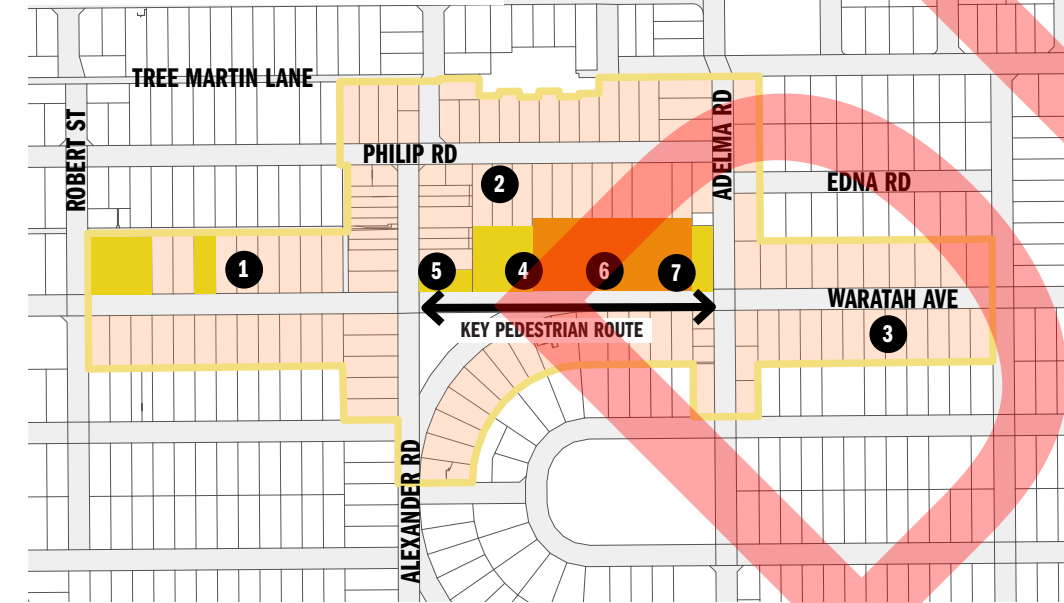 TREE MARTIN LANE
ROBERT ST
PHILIP RD
ADELMA RD
EDNA RD
2
1
5
4
6
7
WARATAH AVE
KEY PEDESTRIAN ROUTE
3
ALEXANDER RD